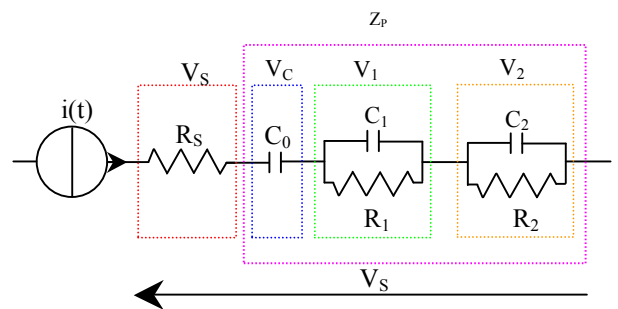 Z_P
V_S
V_C
V_1
V_2
i(t)
R_S
C_0
C_1
C_2
R_1
R_2
V_S